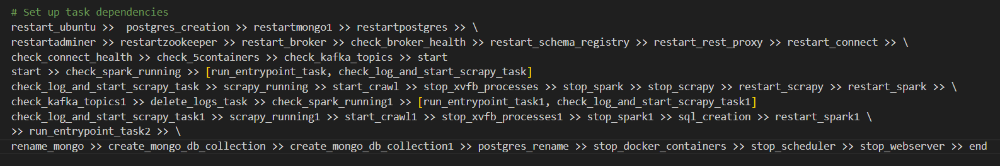 # Set up task dependencies
restart_ubuntu >>  postgres_creation >> restartmongo1 >> restartpostgres >> \
restartadminer >> restartzookeeper >> restart_broker >> check_broker_health >> restart_schema_registry >> restart_rest_proxy >> restart_connect >> \
check_connect_health >> check_5containers >> check_kafka_topics >> start
start >> check_spark_running >> [run_entrypoint_task, check_log_and_start_scrapy_task]
check_log_and_start_scrapy_task >> scrapy_running >> start_crawl >> stop_xvfb_processes >> stop_spark >> stop_scrapy >> restart_scrapy >> restart_spark >> \
check_kafka_topics1 >> delete_logs_task >> check_spark_running1 >> [run_entrypoint_task1, check_log_and_start_scrapy_task1]
check_log_and_start_scrapy_task1 >> scrapy_running1 >> start_crawl1 >> stop_xvfb_processes1 >> stop_spark1 >> sql_creation >> restart_spark1 \
>> run_entrypoint_task2 >> \
rename_mongo >> create_mongo_db_collection >> create_mongo_db_collection1 >> postgres_rename >> stop_docker_containers >> stop_scheduler >> stop_webserver >> end